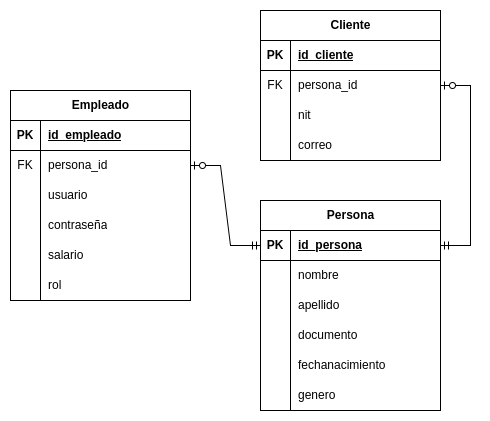 Cliente
PK id_cliente
FK persona_id
nit
correo
Empleado
PK id_empleado
FK persona_id
usuario
contraseña
salario
rol
Persona
PK id_persona
nombre
apellido
documento
fechanacimiento
genero